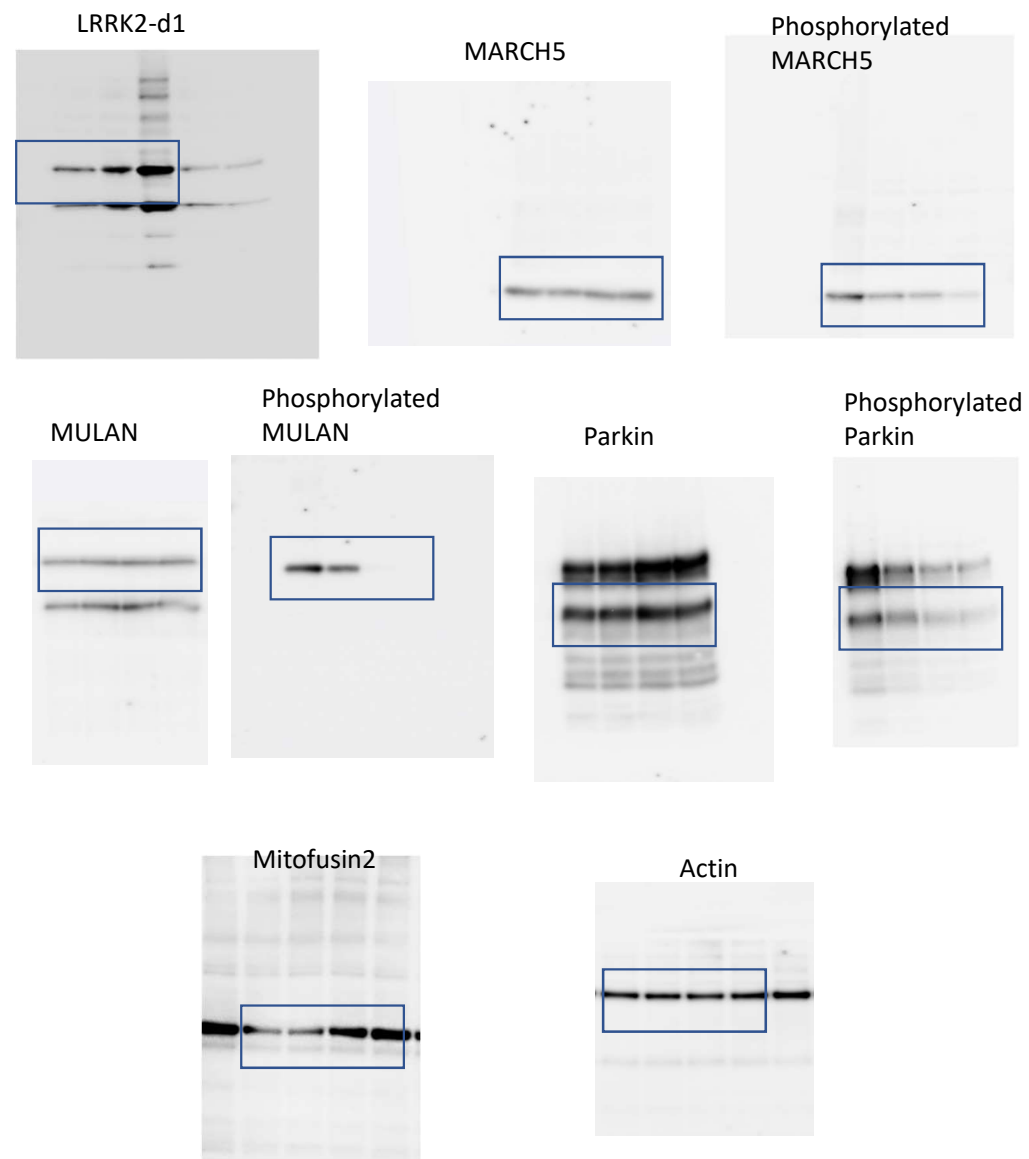 LRRK2-d1
MARCH5
Phosphorylated
MARCH5
MULAN
Phosphorylated
MULAN
Parkin
Phosphorylated
Parkin
Mitofusin2
Actin